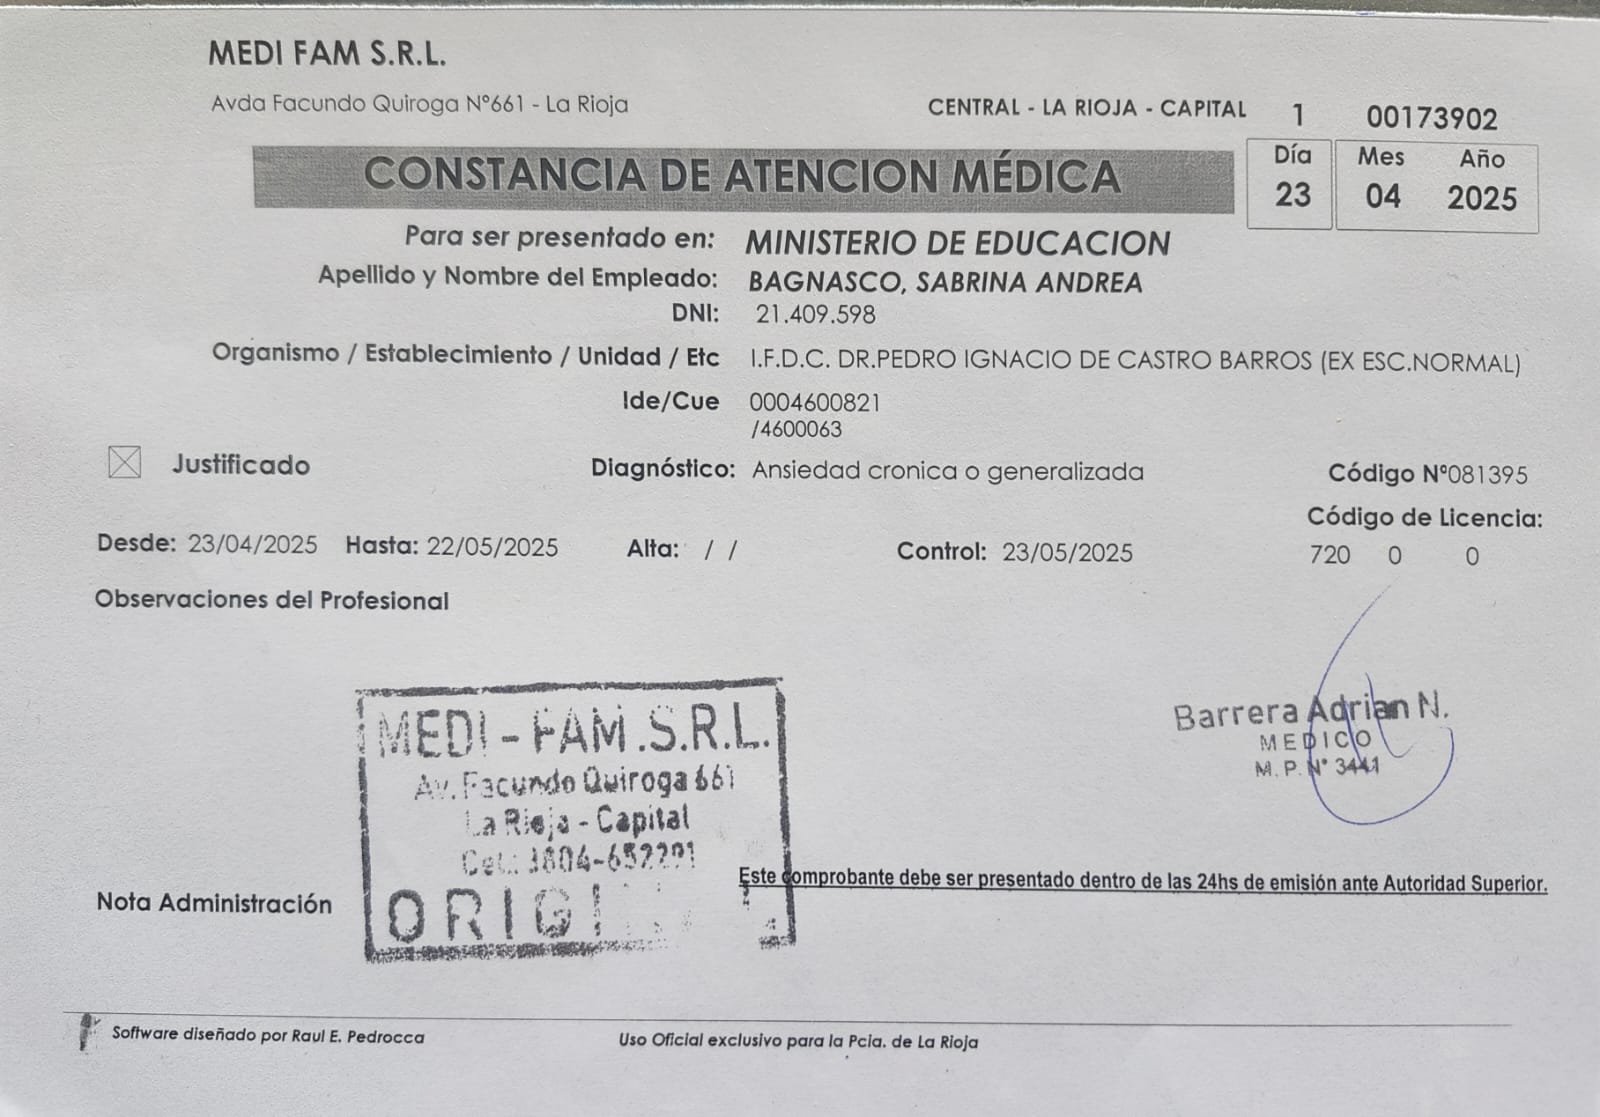 MEDI FAM S.R.L.
Avda Facundo Quiroga Nº661 - La Rioja
CENTRAL - LA RIOJA - CAPITAL 1 00173902
CONSTANCIA DE ATENCION MÉDICA
Día Mes Año
23 04 2025
Para ser presentado en: MINISTERIO DE EDUCACION
Apellido y Nombre del Empleado: BAGNASCO, SABRINA ANDREA
DNI: 21.409.598
Organismo / Establecimiento / Unidad / Etc I.F.D.C. DR.PEDRO IGNACIO DE CASTRO BARROS (EX ESC.NORMAL)
Ide/Cue 0004600821
/4600063
Justificado Diagnóstico: Ansiedad cronica o generalizada Código Nº081395
Código de Licencia:
Desde: 23/04/2025 Hasta: 22/05/2025 Alta: / / Control: 23/05/2025 720 0 0
Observaciones del Profesional
MEDI-FAM.S.R.L.
Av. Facundo Quiroga 661
La Rioja - Capital
Cel.: 3804-652291
Barrera Adrian N.
MEDICO
M.P. Nº 3441
Este comprobante debe ser presentado dentro de las 24hs de emisión ante Autoridad Superior.
Nota Administración
Software diseñado por Raul E. Pedrocca
Uso Oficial exclusivo para la Pcia. de La Rioja